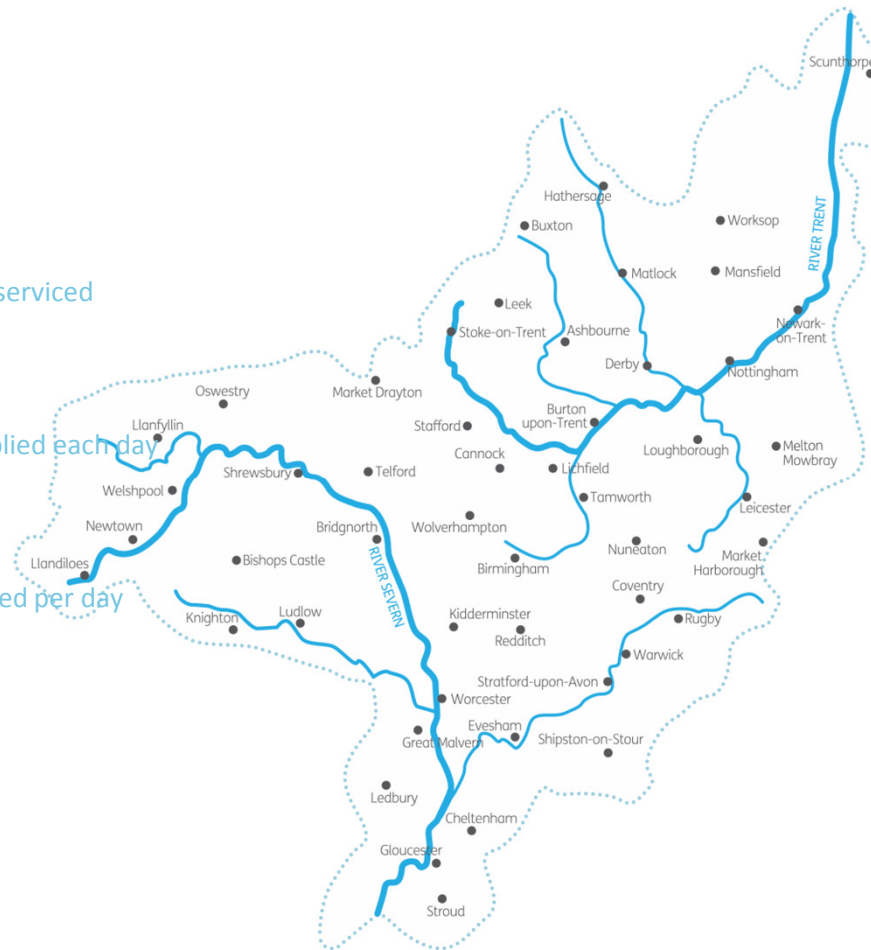 Scunthorpe
Hathersage
Buxton
Worksop
RIVER TRENT
Matlock
Mansfield
serviced
Leek
Stoke-on-Trent
Ashbourne
Newark-
on-Trent
Derby
Nottingham
Market Drayton
Oswestry
Burton
upon-Trent
Stafford
Llanfyllin
plied each day
Loughborough
Melton
Mowbray
Cannock
Lichfield
Shrewsbury
Telford
Welshpool
Tamworth
Leicester
Newtown
Bridgnorth
Wolverhampton
Nuneaton
Market
Harborough
Llandiloes
Bishops Castle
Birmingham
RIVER SEVERN
Coventry
ed per day
Knighton
Ludlow
Kidderminster
Redditch
Rugby
Warwick
Stratford-upon-Avon
Worcester
Evesham
Great Malvern
Shipston-on-Stour
Ledbury
Cheltenham
Gloucester
Stroud